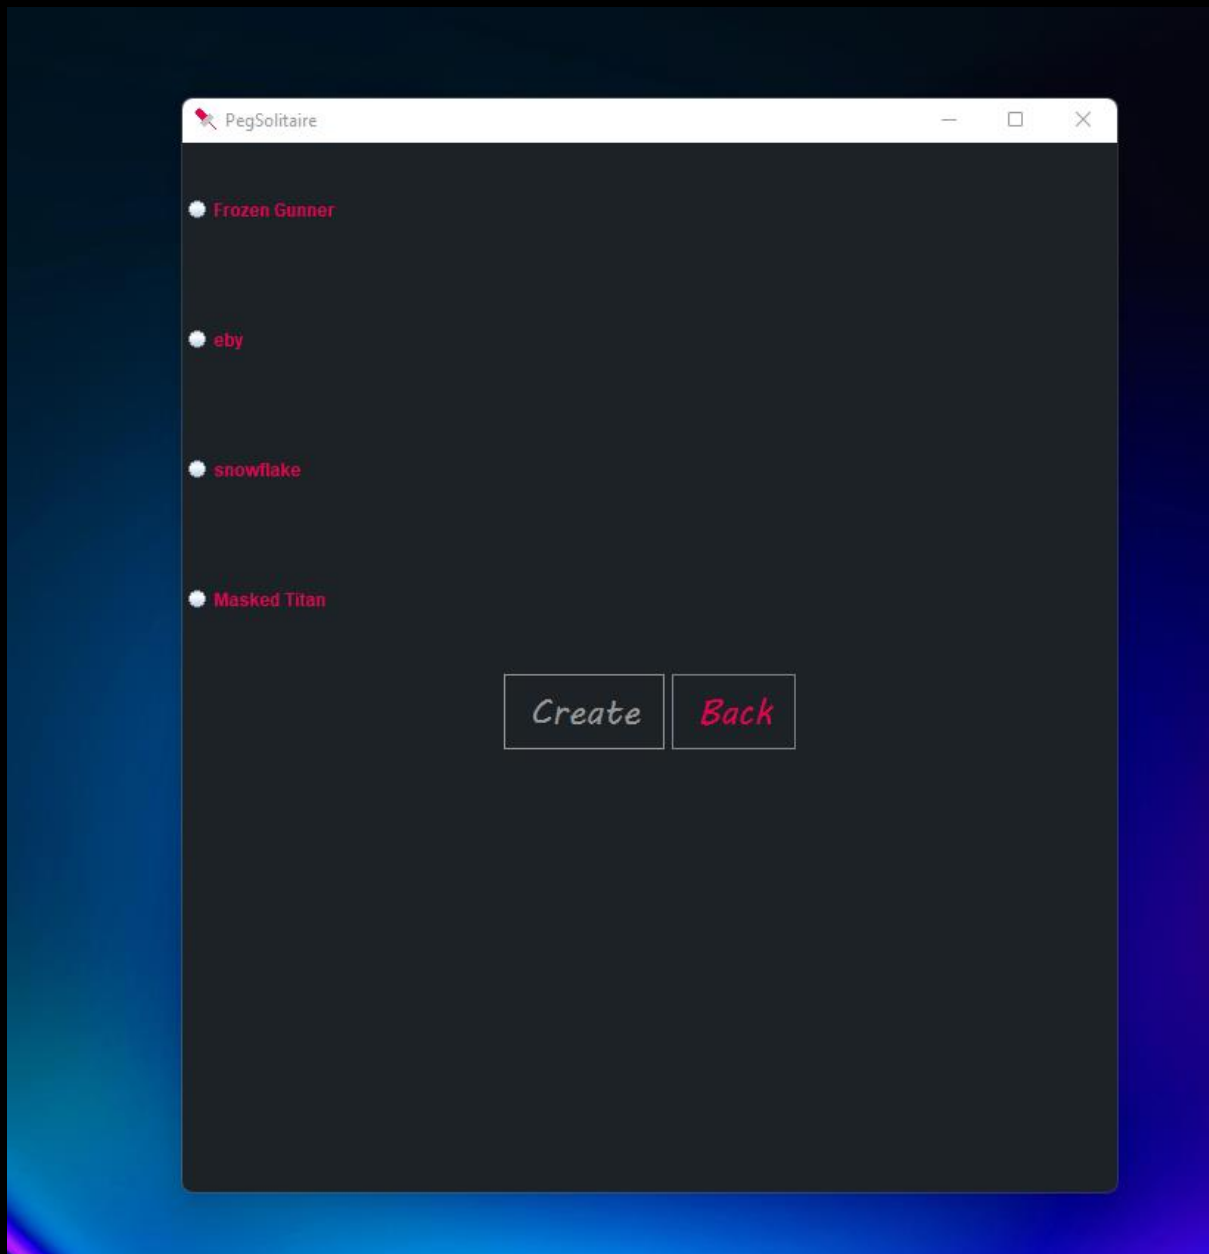 PegSolitaire
Frozen Gunner
eby
snowflake
Masked Titan
Create Back